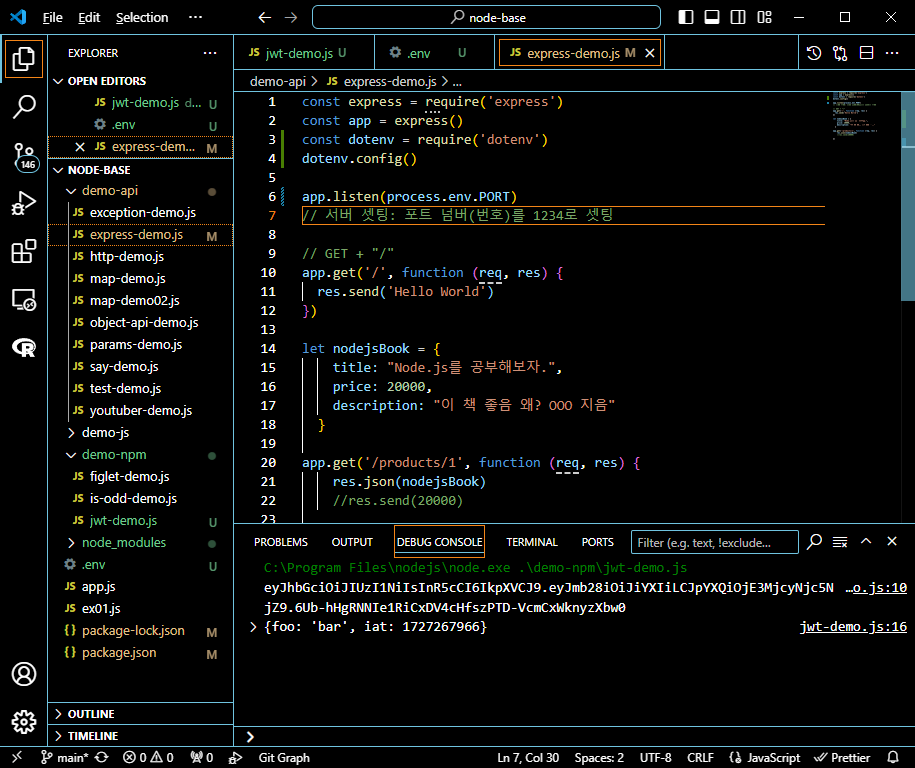 File Edit Selection ··· node-base
EXPLORER ···
OPEN EDITORS
JS jwt-demo.js d... U
.env U
JS express-dem... M
NODE-BASE
demo-api
JS exception-demo.js
JS express-demo.js M
JS http-demo.js
JS map-demo.js
JS map-demo02.js
JS object-api-demo.js
JS params-demo.js
JS say-demo.js
JS test-demo.js
JS youtuber-demo.js
demo-js
demo-npm
JS figlet-demo.js
JS is-odd-demo.js
JS jwt-demo.js U
node_modules
.env U
JS app.js
JS ex01.js
{} package-lock.json M
{} package.json M
OUTLINE
TIMELINE
146
JS jwt-demo.js U .env U JS express-demo.js M
demo-api > JS express-demo.js > ...
1 const express = require('express')
2 const app = express()
3 const dotenv = require('dotenv')
4 dotenv.config()
5
6 app.listen(process.env.PORT)
7 // 서버 셋팅: 포트 넘버(번호)를 1234로 셋팅
8
9 // GET + "/"
10 app.get('/', function (req, res) {
11 res.send('Hello World')
12 })
13
14 let nodejsBook = {
15 title: "Node.js를 공부해보자.",
16 price: 20000,
17 description: "이 책 좋음 왜? OOO 지음"
18 }
19
20 app.get('/products/1', function (req, res) {
21 res.json(nodejsBook)
22 //res.send(20000)
23
PROBLEMS OUTPUT DEBUG CONSOLE TERMINAL PORTS Filter (e.g. text, !exclude...
C:\Program Files\nodejs\node.exe .\demo-npm\jwt-demo.js
eyJhbGciOiJIUzI1NiIsInR5cCI6IkpXVCJ9.eyJmb28iOiJiYXIiLCJpYXQiOjE3MjcyNjc5N …o.js:10
jZ9.6Ub-hHgRNNIe1RiCxDV4cHfszPTD-VcmCxWknyzXbw0
> {foo: 'bar', iat: 1727267966} jwt-demo.js:16
>
main* 0 0 0 Git Graph Ln 7, Col 30 Spaces: 2 UTF-8 CRLF {} JavaScript Prettier